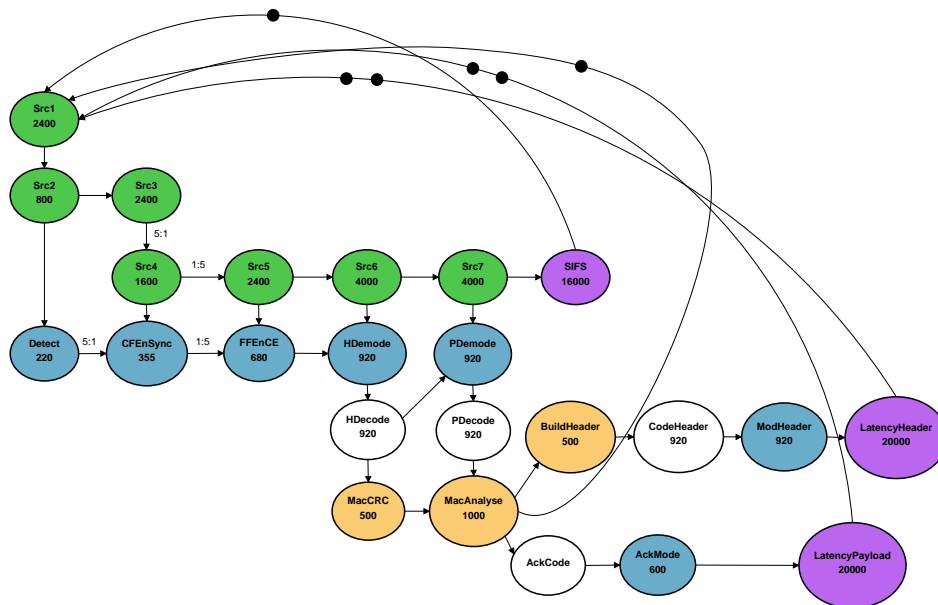 Src1
2400
Src2
800
Src3
2400
5:1
Src4
1600
1:5
Src5
2400
Src6
4000
Src7
4000
SIFS
16000
Detect
220
5:1
CFEnSync
355
1:5
FFEnCE
680
HDemode
920
PDemode
920
HDecode
920
PDecode
920
BuildHeader
500
CodeHeader
920
ModHeader
920
LatencyHeader
20000
MacCRC
500
MacAnalyse
1000
AckCode
AckMode
600
LatencyPayload
20000